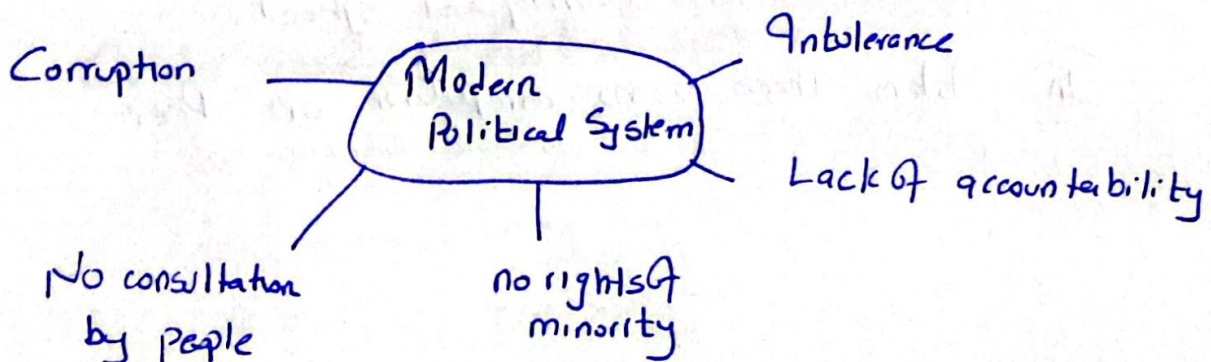 Corruption
Modern
Political System
Intolerance
Lack of accountability
No consultation
by people
no rights of
minority